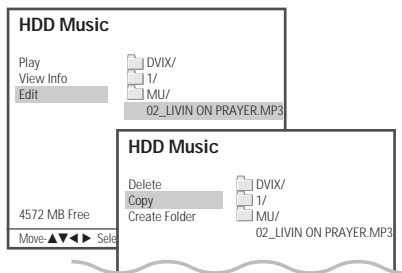 HDD Music
Play
View Info
Edit
DVIX/
1/
MU/
02_LIVIN ON PRAYER.MP3
4572 MB Free
Move-▲▼◀▶ Sele
HDD Music
Delete
Copy
Create Folder
DVIX/
1/
MU/
02_LIVIN ON PRAYER.MP3